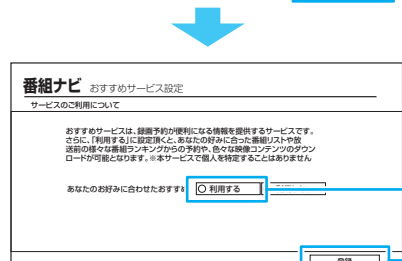 番組ナビ おすすめサービス設定
サービスのご利用について
おすすめサービスは、録画予約が便利になる情報を提供するサービスです。
さらに、「利用する」に設定頂くと、あなたの好みに合った番組リストや放
送前の様々な番組ランキングからの予約や、色々な映像コンテンツのダウン
ロードが可能となります。※本サービスで個人を特定することはありません
あなたのお好みに合わせたおすすめ 利用する
登録